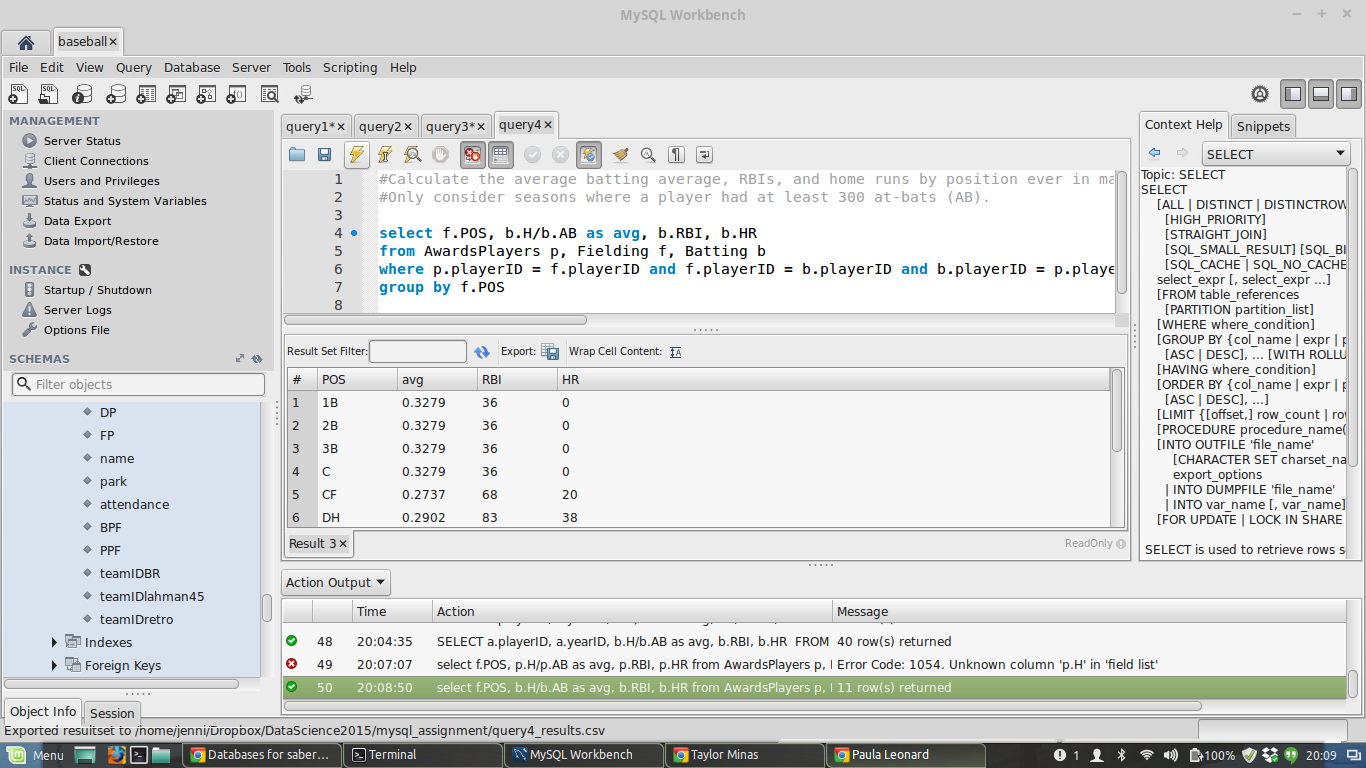 MySQL Workbench
baseball
File Edit View Query Database Server Tools Scripting Help
MANAGEMENT
Server Status
Client Connections
Users and Privileges
Status and System Variables
Data Export
Data Import/Restore
INSTANCE
Startup / Shutdown
Server Logs
Options File
SCHEMAS
Filter objects
DP
FP
name
park
attendance
BPF
PPF
teamIDBR
teamIDlahman45
teamIDretro
Indexes
Foreign Keys
Object Info Session
query1* query2 query3* query4
1 #Calculate the average batting average, RBIs, and home runs by position ever in ma
2 #Only consider seasons where a player had at least 300 at-bats (AB).
3
4 select f.POS, b.H/b.AB as avg, b.RBI, b.HR
5 from AwardsPlayers p, Fielding f, Batting b
6 where p.playerID = f.playerID and f.playerID = b.playerID and b.playerID = p.playe
7 group by f.POS
8
Result Set Filter: Export: Wrap Cell Content:
# POS avg RBI HR
1 1B 0.3279 36 0
2 2B 0.3279 36 0
3 3B 0.3279 36 0
4 C 0.3279 36 0
5 CF 0.2737 68 20
6 DH 0.2902 83 38
Result 3 ReadOnly
Context Help Snippets
SELECT
Topic: SELECT
SELECT
[ALL | DISTINCT | DISTINCTROW
[HIGH_PRIORITY]
[STRAIGHT_JOIN]
[SQL_SMALL_RESULT] [SQL_BI
[SQL_CACHE | SQL_NO_CACHE
select_expr [, select_expr ...]
[FROM table_references
[PARTITION partition_list]
[WHERE where_condition]
[GROUP BY {col_name | expr | p
[ASC | DESC], ... [WITH ROLLU
[HAVING where_condition]
[ORDER BY {col_name | expr | p
[ASC | DESC], ...]
[LIMIT {[offset,] row_count | row
[PROCEDURE procedure_name(
[INTO OUTFILE 'file_name'
[CHARACTER SET charset_na
export_options
| INTO DUMPFILE 'file_name'
| INTO var_name [, var_name]
[FOR UPDATE | LOCK IN SHARE
SELECT is used to retrieve rows s
Action Output
Time Action Message
48 20:04:35 SELECT a.playerID, a.yearID, b.H/b.AB as avg, b.RBI, b.HR FROM 40 row(s) returned
49 20:07:07 select f.POS, p.H/p.AB as avg, p.RBI, p.HR from AwardsPlayers p, Error Code: 1054. Unknown column 'p.H' in 'field list'
50 20:08:50 select f.POS, b.H/b.AB as avg, b.RBI, b.HR from AwardsPlayers p, 11 row(s) returned
Exported resultset to /home/jenni/Dropbox/DataScience2015/mysql_assignment/query4_results.csv
Menu Databases for saber... Terminal MySQL Workbench Taylor Minas Paula Leonard 1 100% 20:09